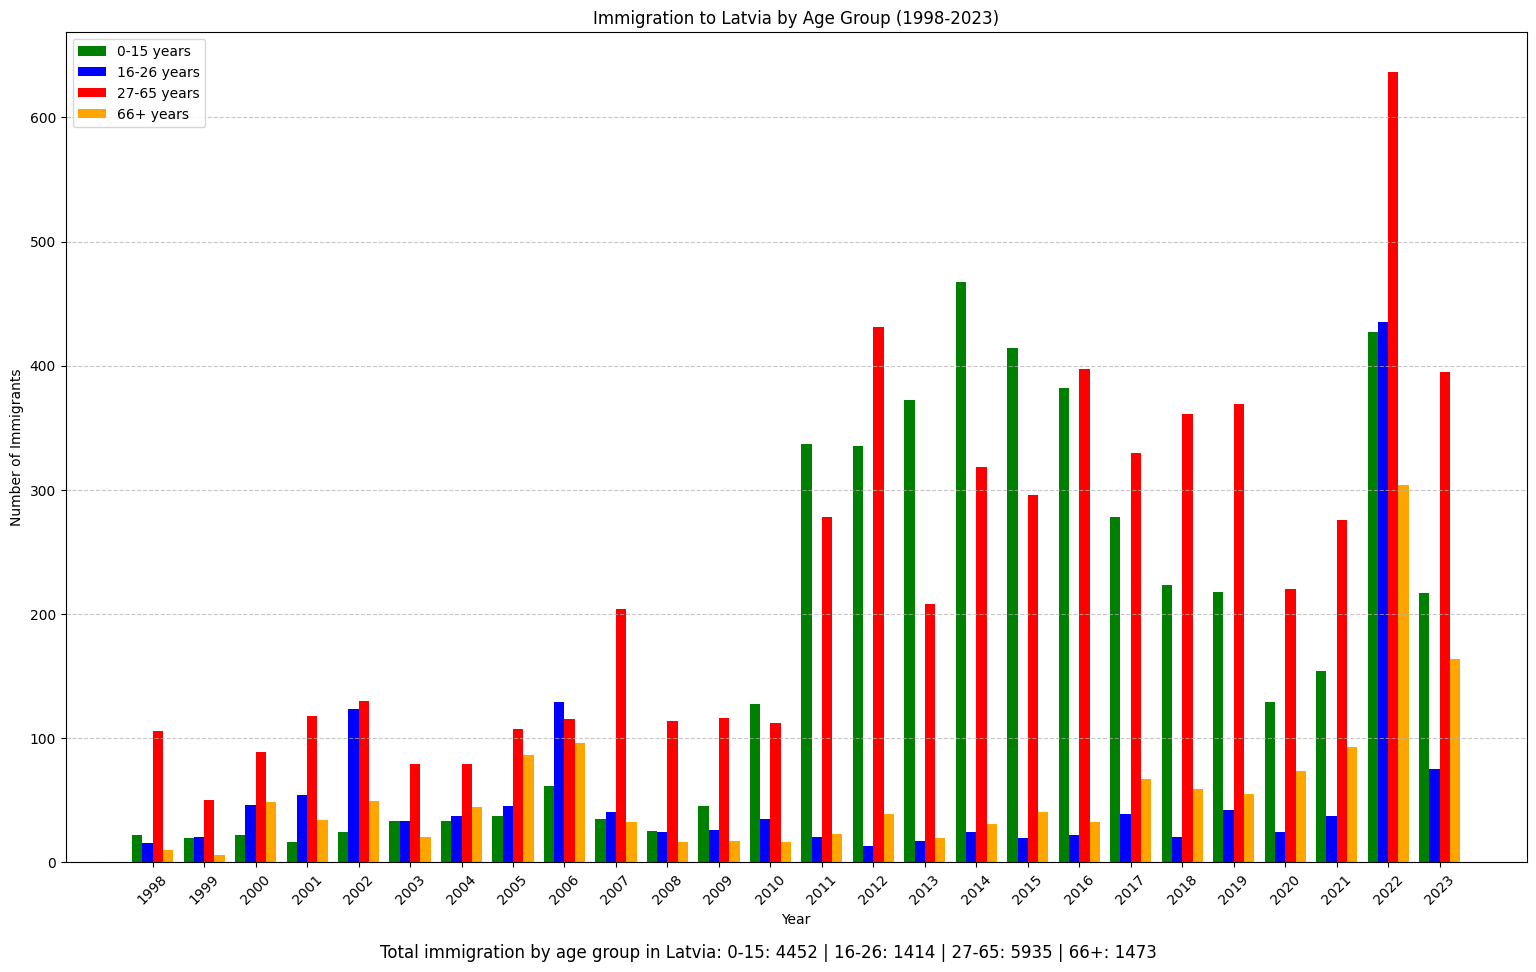 Immigration to Latvia by Age Group (1998-2023)
0-15 years
16-26 years
27-65 years
66+ years
Number of Immigrants
600
500
400
300
200
100
0
1998 1999 2000 2001 2002 2003 2004 2005 2006 2007 2008 2009 2010 2011 2012 2013 2014 2015 2016 2017 2018 2019 2020 2021 2022 2023
Year
Total immigration by age group in Latvia: 0-15: 4452 | 16-26: 1414 | 27-65: 5935 | 66+: 1473